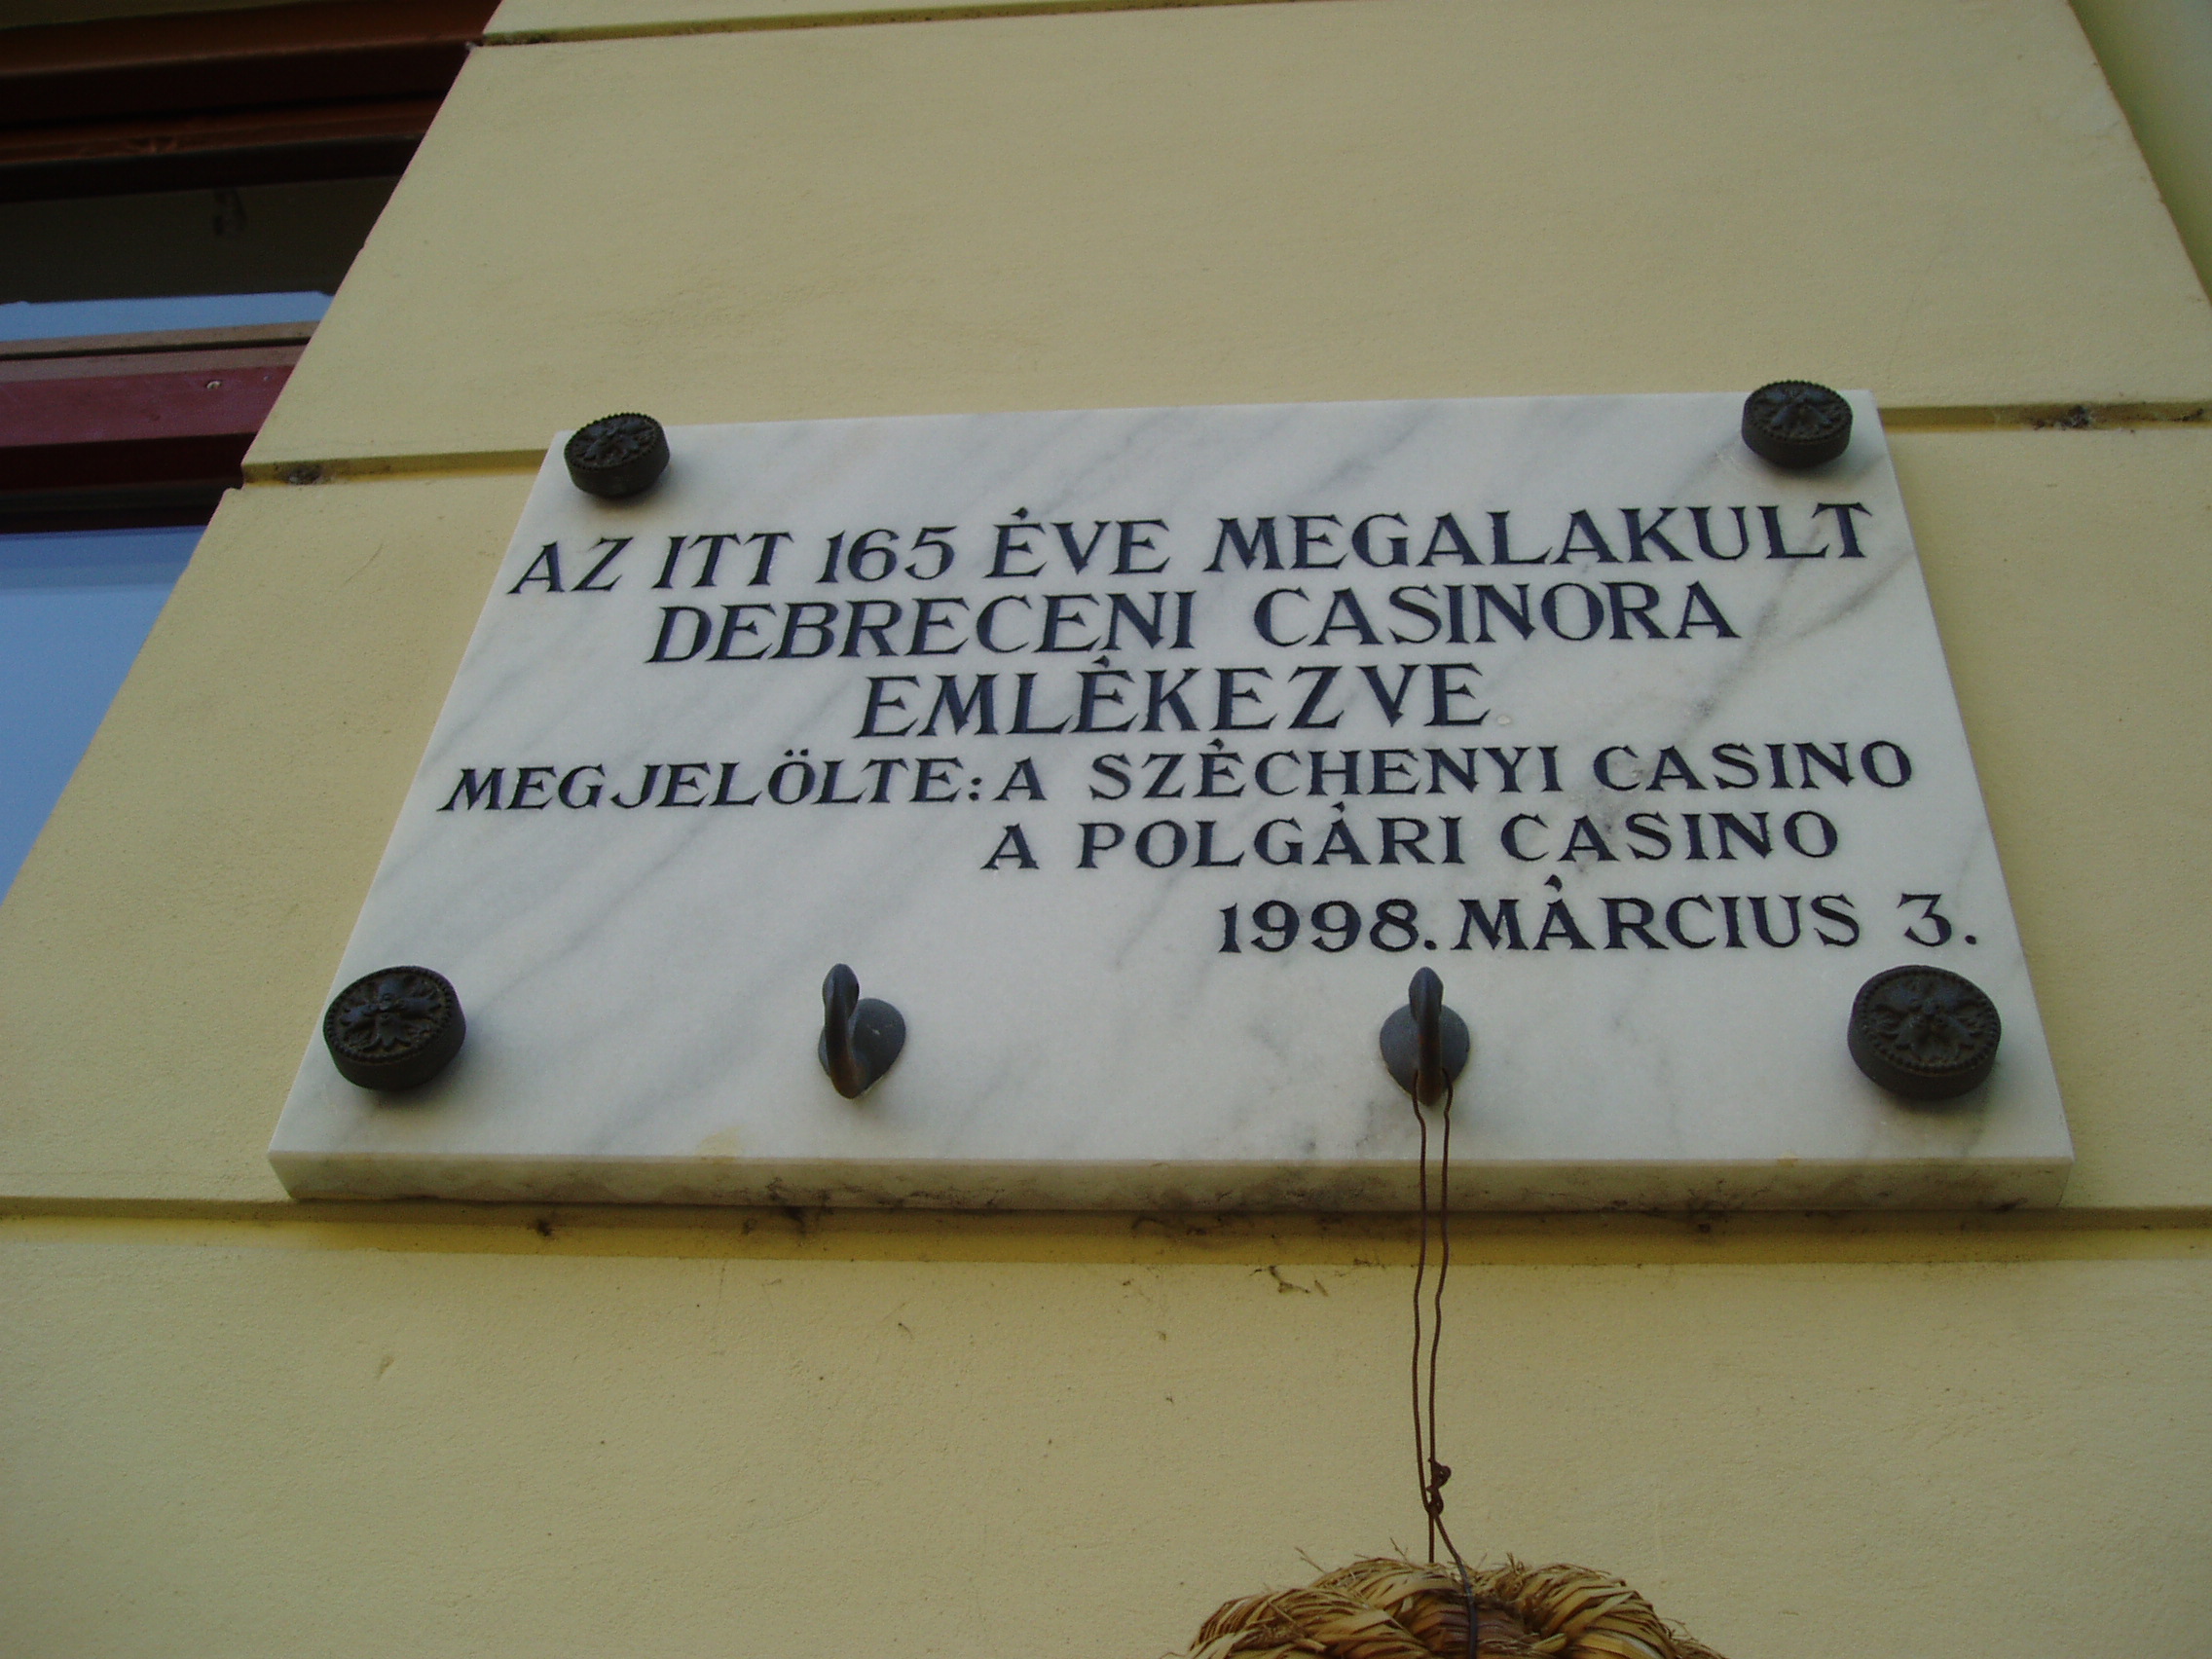 AZ ITT 165 ÉVE MEGALAKULT
DEBRECENI CASINORA
EMLÉKEZVE
MEGJELÖLTE: A SZÉCHENYI CASINO
A POLGÁRI CASINO
1998. MÁRCIUS 3.